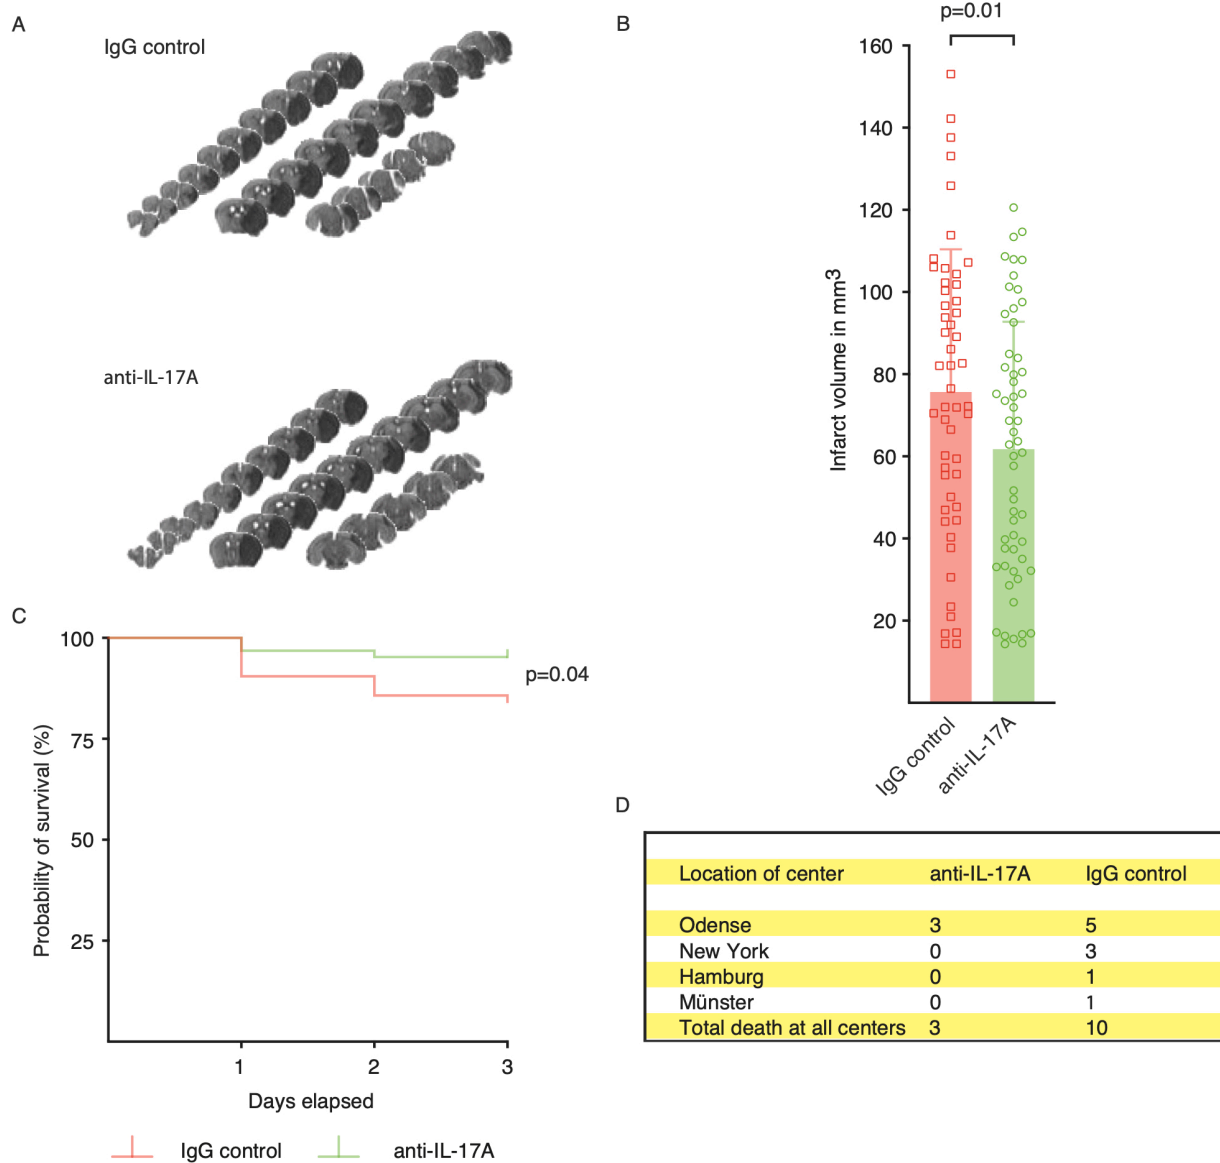 A
IgG control
anti-IL-17A
B
p=0.01
160
140
120
100
80
60
40
20
Infarct volume in mm3
IgG control
anti-IL-17A
C
100
75
50
25
Probability of survival (%)
p=0.04
1 2 3
Days elapsed
IgG control anti-IL-17A
D
Location of center anti-IL-17A IgG control
Odense 3 5
New York 0 3
Hamburg 0 1
Münster 0 1
Total death at all centers 3 10